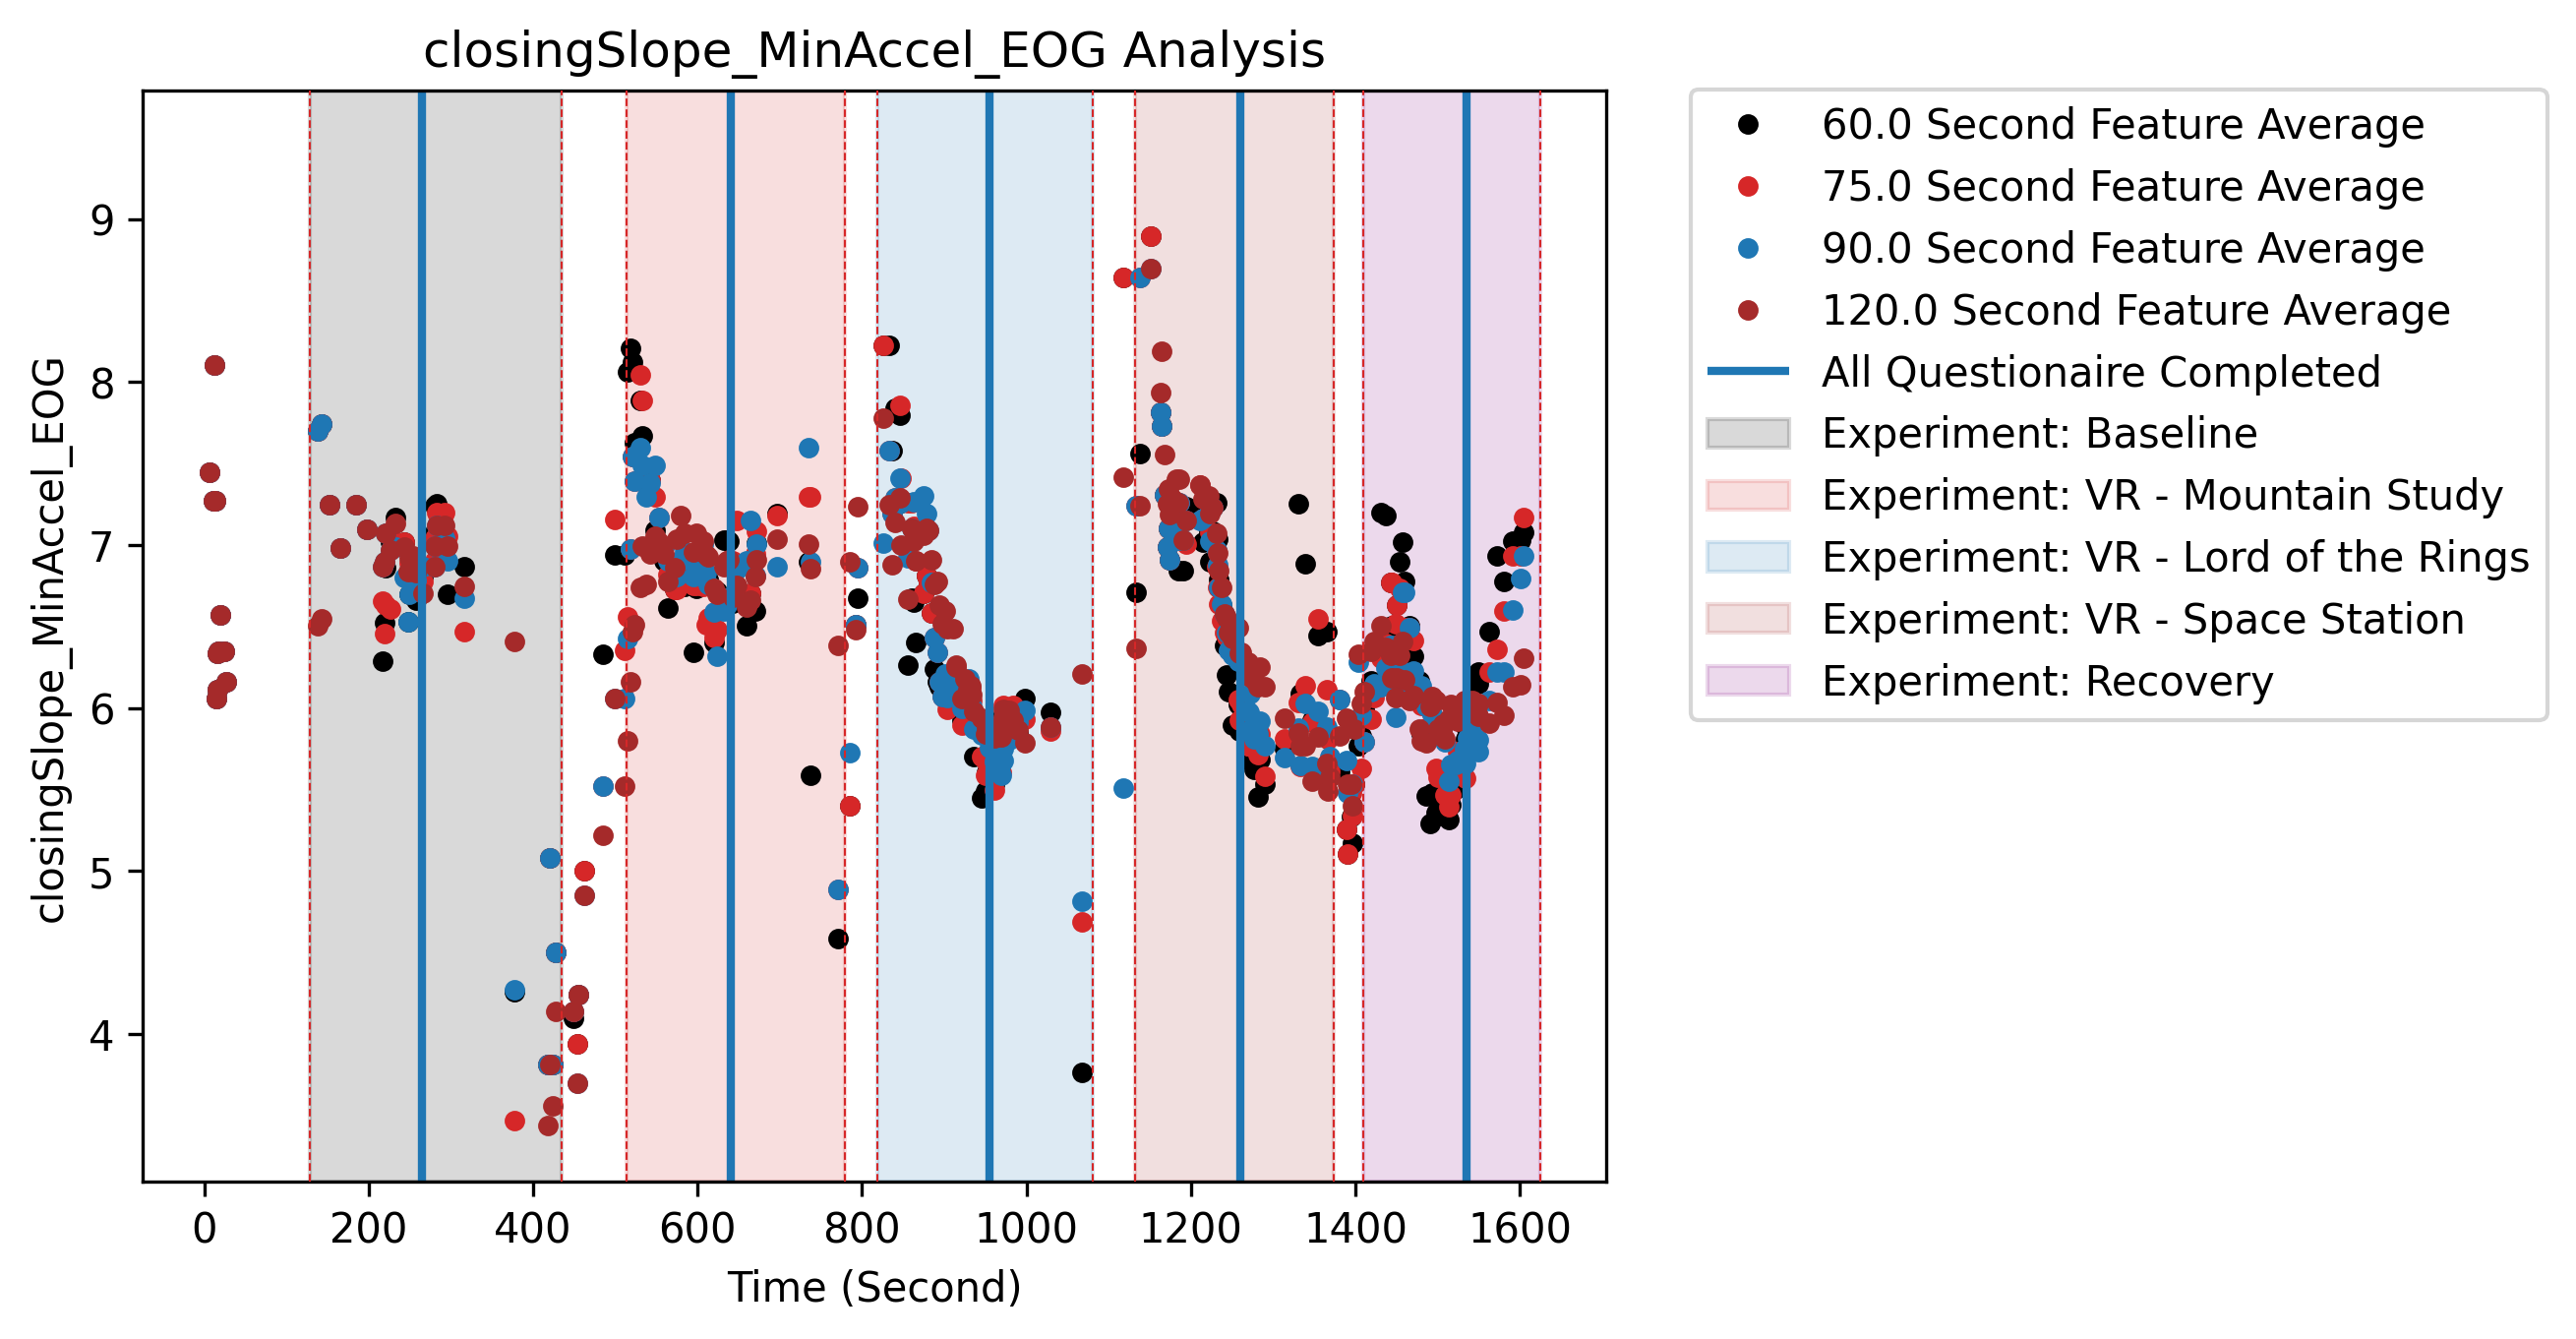 closingSlope_MinAccel_EOG Analysis
closingSlope_MinAccel_EOG
9
8
7
6
5
4
0 200 400 600 800 1000 1200 1400 1600
Time (Second)
60.0 Second Feature Average
75.0 Second Feature Average
90.0 Second Feature Average
120.0 Second Feature Average
All Questionaire Completed
Experiment: Baseline
Experiment: VR - Mountain Study
Experiment: VR - Lord of the Rings
Experiment: VR - Space Station
Experiment: Recovery